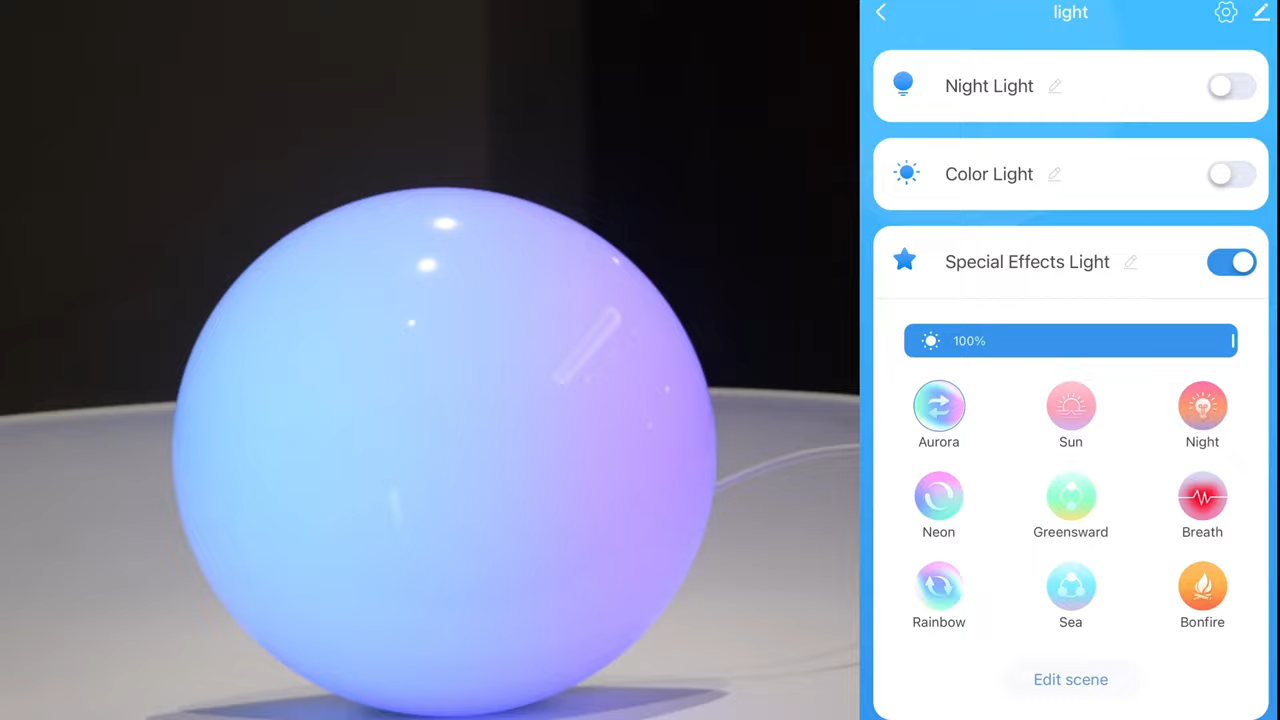 light
Night Light
Color Light
Special Effects Light
100%
Aurora Sun Night
Neon Greensward Breath
Rainbow Sea Bonfire
Edit scene